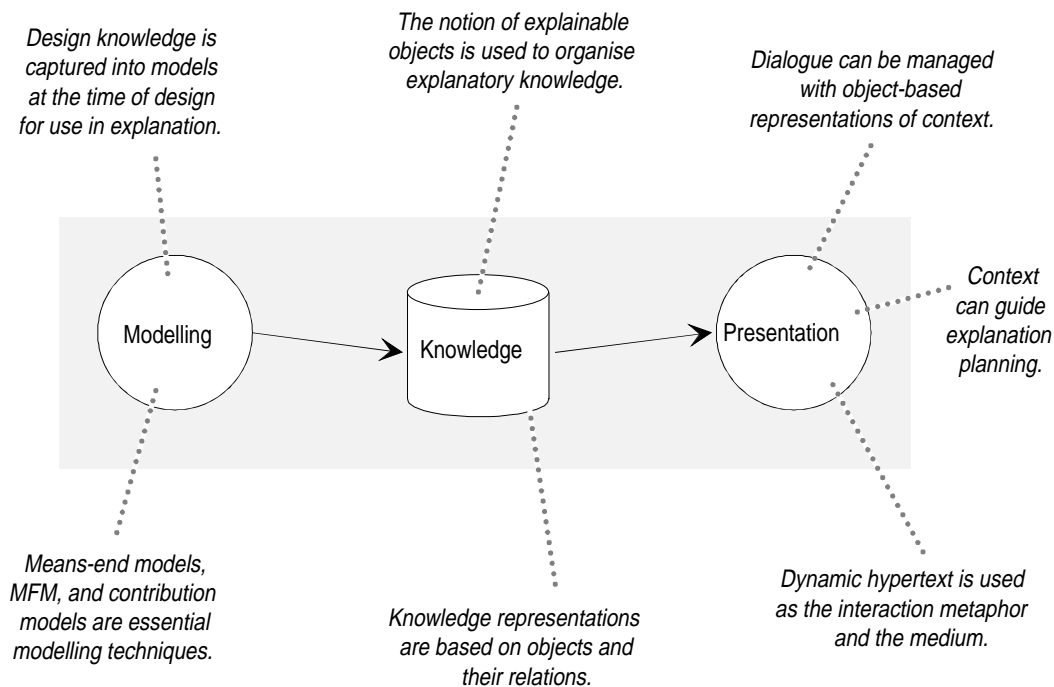 Design knowledge is
captured into models
at the time of design
for use in explanation.
The notion of explainable
objects is used to organise
explanatory knowledge.
Dialogue can be managed
with object-based
representations of context.
Modelling
Knowledge
Presentation
Context
can guide
explanation
planning.
Means-end models,
MFM, and contribution
models are essential
modelling techniques.
Knowledge representations
are based on objects and
their relations.
Dynamic hypertext is used
as the interaction metaphor
and the medium.